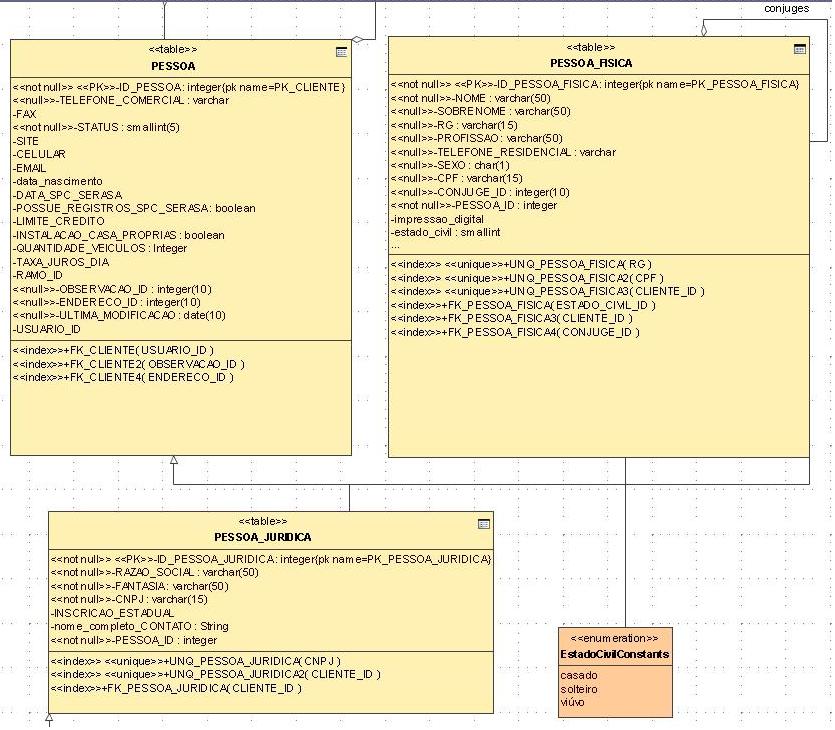 conjuges
<<table>>
PESSOA
<<not null>> <<PK>>-ID_PESSOA: integer{pk name=PK_CLIENTE}
<<null>>-TELEFONE_COMERCIAL : varchar
-FAX
<<not null>>-STATUS : smallint(5)
-SITE
-CELULAR
-EMAIL
-data_nascimento
-DATA_SPC_SERASA
-POSSUE_REGISTROS_SPC_SERASA : boolean
-LIMITE_CREDITO
-INSTALACAO_CASA_PROPRIAS : boolean
-QUANTIDADE_VEICULOS : Integer
-TAXA_JUROS_DIA
-RAMO_ID
<<null>>-OBSERVACAO_ID : integer(10)
<<null>>-ENDERECO_ID : integer(10)
<<null>>-ULTIMA_MODIFICACAO : date(10)
-USUARIO_ID
<<index>>+FK_CLIENTE( USUARIO_ID )
<<index>>+FK_CLIENTE2( OBSERVACAO_ID )
<<index>>+FK_CLIENTE4( ENDERECO_ID )
<<table>>
PESSOA_FISICA
<<not null>> <<PK>>-ID_PESSOA_FISICA : integer{pk name=PK_PESSOA_FISICA}
<<not null>>-NOME : varchar(50)
<<null>>-SOBRENOME : varchar(50)
<<null>>-RG : varchar(15)
<<null>>-PROFISSAO : varchar(50)
<<null>>-TELEFONE_RESIDENCIAL : varchar
<<null>>-SEXO : char(1)
<<null>>-CPF : varchar(15)
<<null>>-CONJUGE_ID : integer(10)
<<not null>-PESSOA_ID : integer
-impressao_digital
-estado_civil : smallint
...
<<index>> <<unique>>+UNQ_PESSOA_FISICA( RG )
<<index>> <<unique>>+UNQ_PESSOA_FISICA2( CPF )
<<index>> <<unique>>+UNQ_PESSOA_FISICA3( CLIENTE_ID )
<<index>>+FK_PESSOA_FISICA( ESTADO_CIVIL_ID )
<<index>>+FK_PESSOA_FISICA3( CLIENTE_ID )
<<index>>+FK_PESSOA_FISICA4( CONJUGE_ID )
<<table>>
PESSOA_JURIDICA
<<not null>> <<PK>>-ID_PESSOA_JURIDICA : integer{pk name=PK_PESSOA_JURIDICA}
<<not null>>-RAZAO_SOCIAL : varchar(50)
<<not null>>-FANTASIA : varchar(50)
<<not null>>-CNPJ : varchar(15)
-INSCRICAO_ESTADUAL
-nome_completo_CONTATO : String
<<not null>>-PESSOA_ID : integer
<<index>> <<unique>>+UNQ_PESSOA_JURIDICA( CNPJ )
<<index>> <<unique>>+UNQ_PESSOA_JURIDICA2( CLIENTE_ID )
<<index>>+FK_PESSOA_JURIDICA( CLIENTE_ID )
<<enumeration>>
EstadoCivilConstants
casado
solteiro
viúvo